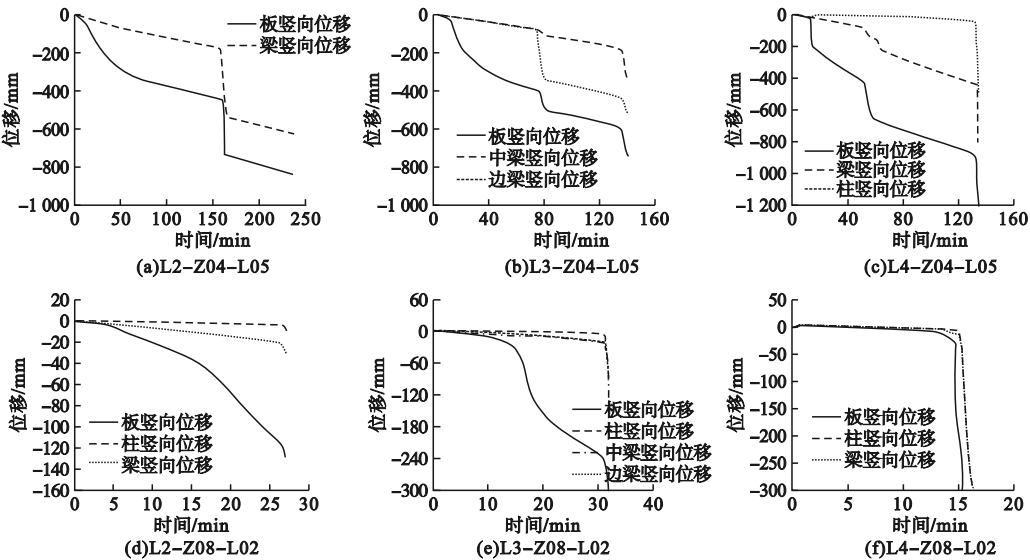 0
−200
−400
−600
−800
−1 000
位移/mm
板竖向位移
梁竖向位移
0 50 100 150 200 250
时间/min
(a)L2−Z04−L05
0
−200
−400
−600
−800
−1 000
位移/mm
板竖向位移
中梁竖向位移
边梁竖向位移
0 40 80 120 160
时间/min
(b)L3−Z04−L05
0
−200
−400
−600
−800
−1 000
−1 200
位移/mm
板竖向位移
梁竖向位移
柱竖向位移
0 40 80 120 160
时间/min
(c)L4−Z04−L05
20
0
−20
−40
−60
−80
−100
−120
−140
−160
位移/mm
板竖向位移
柱竖向位移
梁竖向位移
0 5 10 15 20 25 30
时间/min
(d)L2−Z08−L02
60
0
−60
−120
−180
−240
−300
位移/mm
板竖向位移
柱竖向位移
中梁竖向位移
边梁竖向位移
0 10 20 30 40
时间/min
(e)L3−Z08−L02
50
0
−50
−100
−150
−200
−250
−300
位移/mm
板竖向位移
柱竖向位移
梁竖向位移
0 5 10 15 20
时间/min
(f)L4−Z08−L02